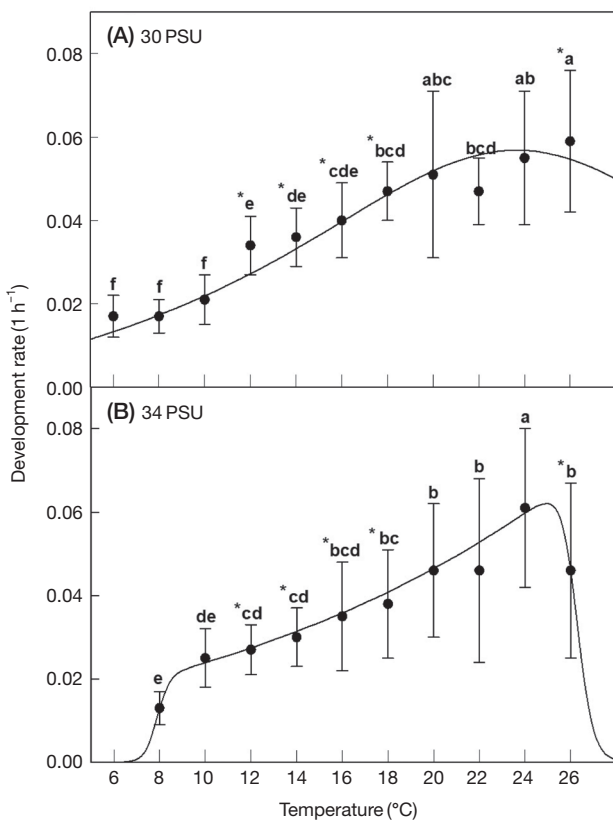 (A) 30 PSU
0.08
0.06
0.04
0.02
0.00
f
f
f
*e
*de
*cde
*bcd
abc
bcd
ab
*a
Development rate (1 h⁻¹)
(B) 34 PSU
0.08
0.06
0.04
0.02
0.00
e
de
*cd
*cd
*bcd
*bc
b
b
a
*b
6 8 10 12 14 16 18 20 22 24 26
Temperature (°C)